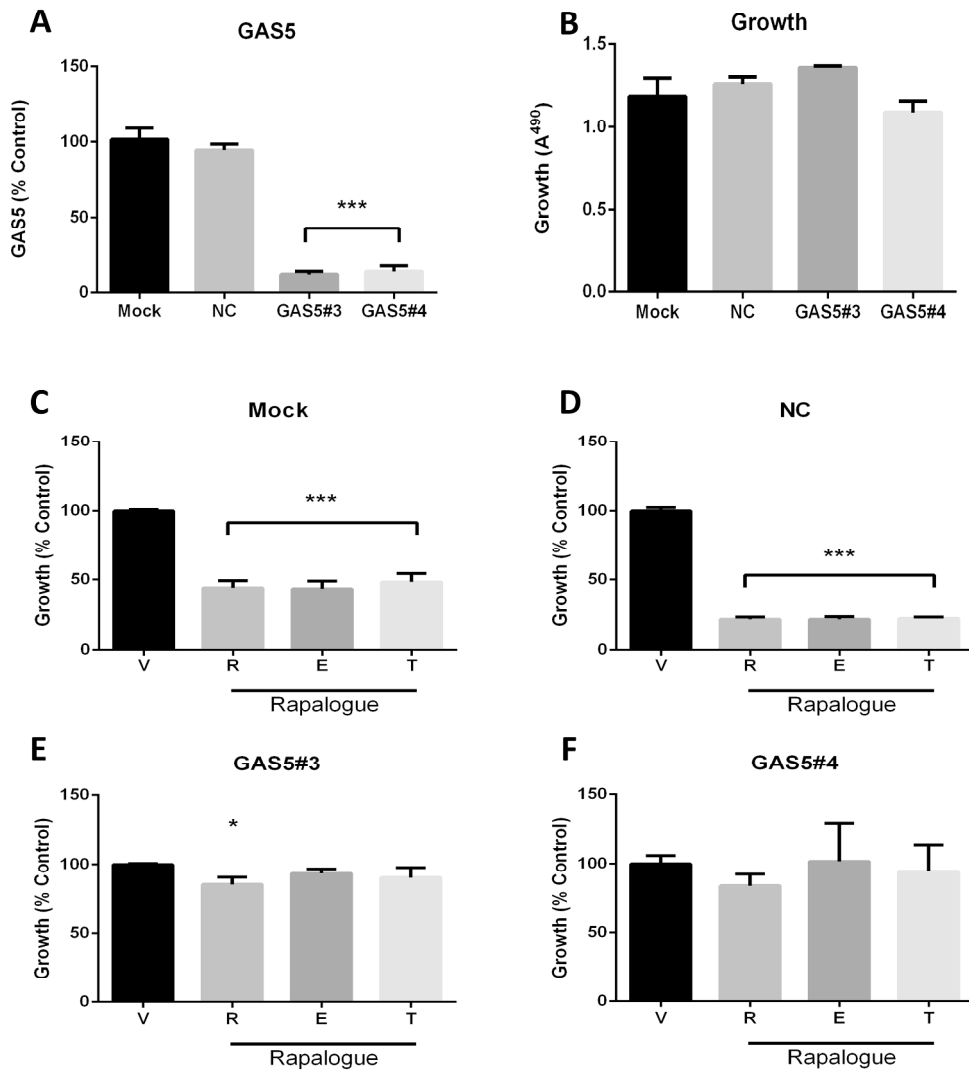 A
GAS5
GAS5 (% Control)
150
100
50
0
***
Mock NC GAS5#3 GAS5#4
B
Growth
Growth (A490)
1.5
1.0
0.5
0.0
Mock NC GAS5#3 GAS5#4
C
Mock
Growth (% Control)
150
100
50
0
***
V R E T
Rapalogue
D
NC
Growth (% Control)
150
100
50
0
***
V R E T
Rapalogue
E
GAS5#3
Growth (% Control)
150
100
50
0
*
V R E T
Rapalogue
F
GAS5#4
Growth (% Control)
150
100
50
0
V R E T
Rapalogue